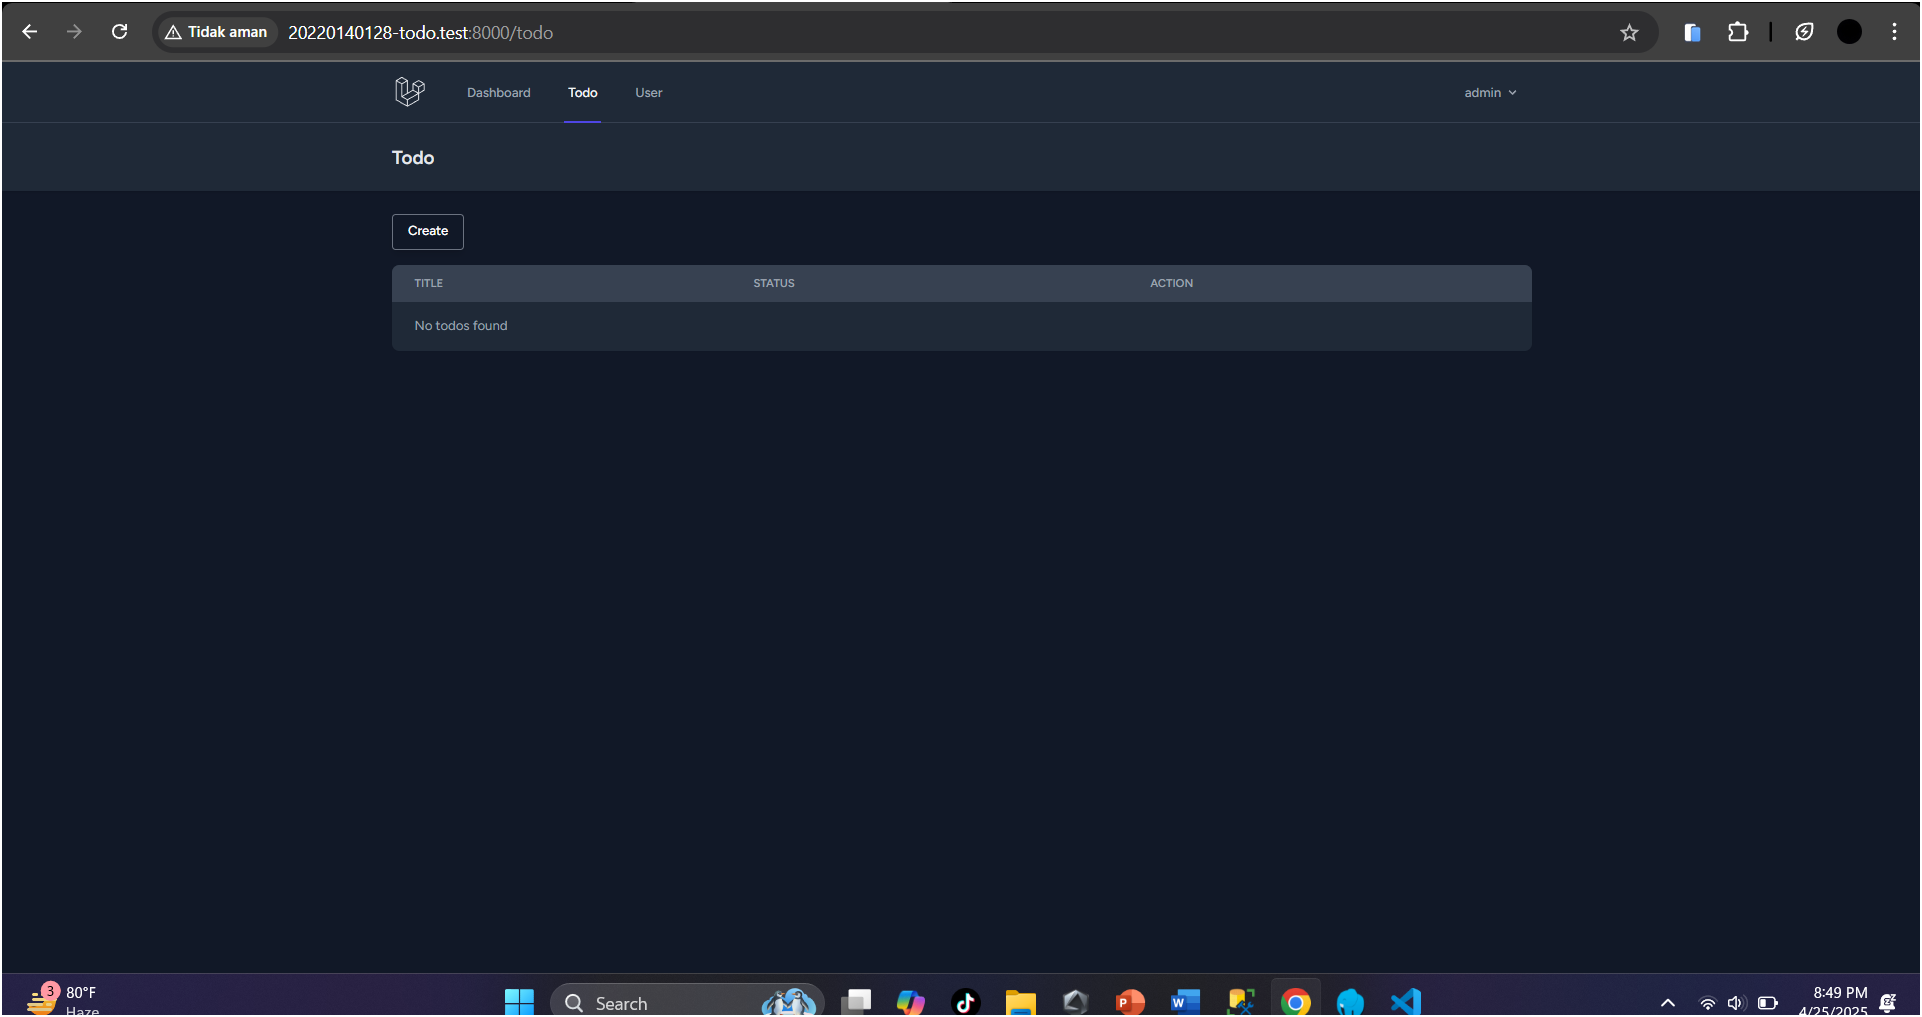 Tidak aman
20220140128-todo.test:8000/todo
Dashboard
Todo
User
admin
Todo
Create
TITLE
STATUS
ACTION
No todos found
3
80°F
Haze
Search
8:49 PM
4/25/2025